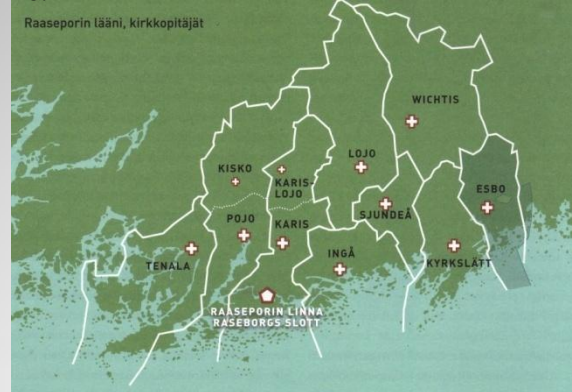 Raaseporin lääni, kirkkopitäjät
WICHTIS
LOJO
KISKO
KARIS-
LOJO
ESBO
POJO
KARIS
SJUNDEÅ
TENALA
INGÅ
KYRKSLÄTT
RAASEPORIN LINNA
RASEBORGS SLOTT